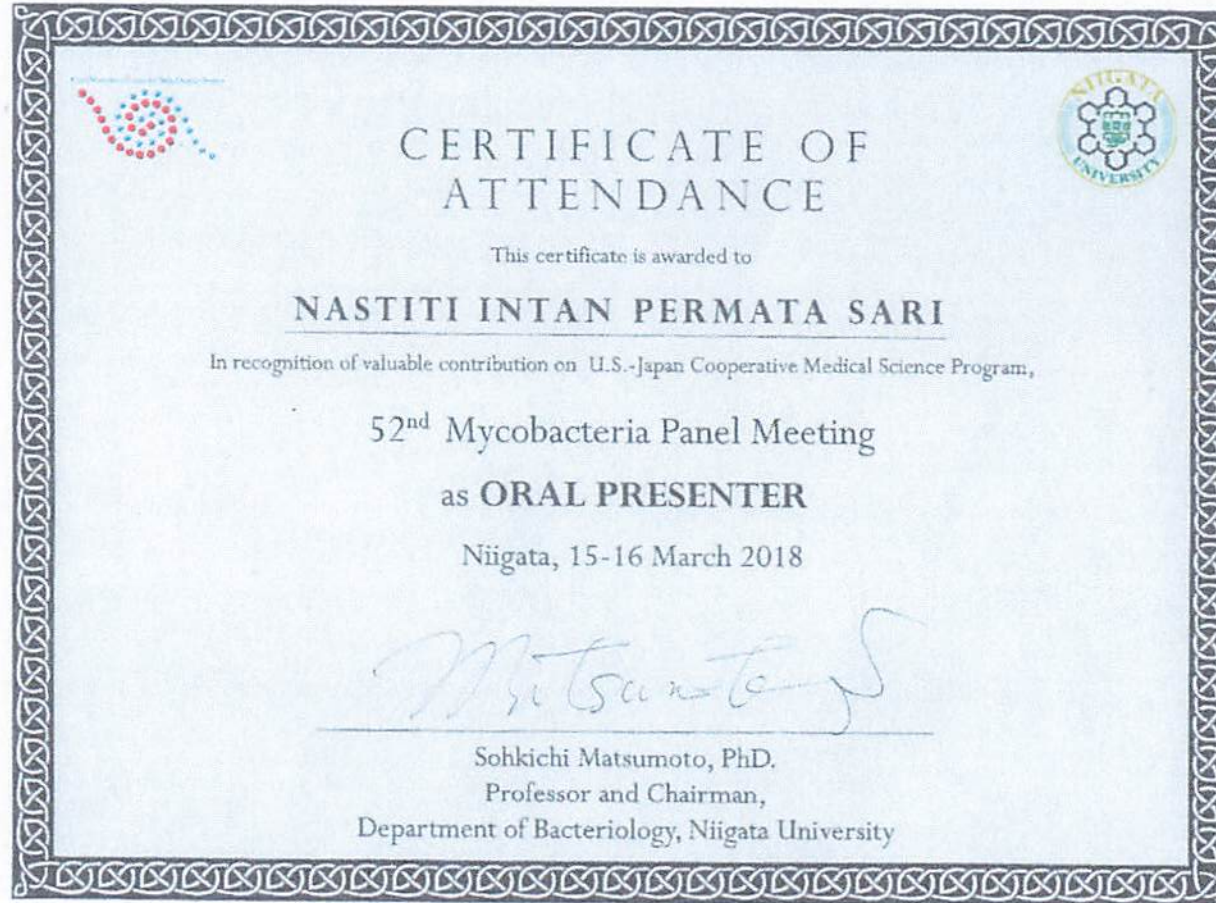 CERTIFICATE OF
ATTENDANCE
This certificate is awarded to
NASTITI INTAN PERMATA SARI
In recognition of valuable contribution on U.S.-Japan Cooperative Medical Science Program,
52nd Mycobacteria Panel Meeting
as ORAL PRESENTER
Niigata, 15-16 March 2018
Sohkichi Matsumoto, PhD.
Professor and Chairman,
Department of Bacteriology, Niigata University
NIIGATA
UNIVERSITY